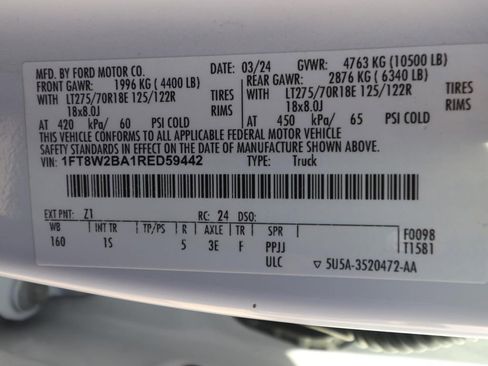 MFD. BY FORD MOTOR CO. DATE: 03/24 GVWR: 4763 KG (10500 LB)
FRONT GAWR: 1996 KG (4400 LB) REAR GAWR: 2876 KG (6340 LB)
WITH LT275/70R18E 125/122R TIRES WITH LT275/70R18E 125/122R TIRES
18x8.0J RIMS 18x8.0J RIMS
AT 420 kPa/ 60 PSI COLD AT 450 kPa/ 65 PSI COLD
THIS VEHICLE CONFORMS TO ALL APPLICABLE FEDERAL MOTOR VEHICLE
SAFETY STANDARDS IN EFFECT ON THE DATE OF MANUFACTURE SHOWN ABOVE.
VIN: 1FT8W2BA1RED59442 TYPE: Truck
EXT PNT: Z1 RC: 24 DSO: F0098
WB INT TR TP/PS R AXLE TR SPR T1581
160 1S 5 3E F PPJJ
ULC ▽ 5U5A-3520472-AA